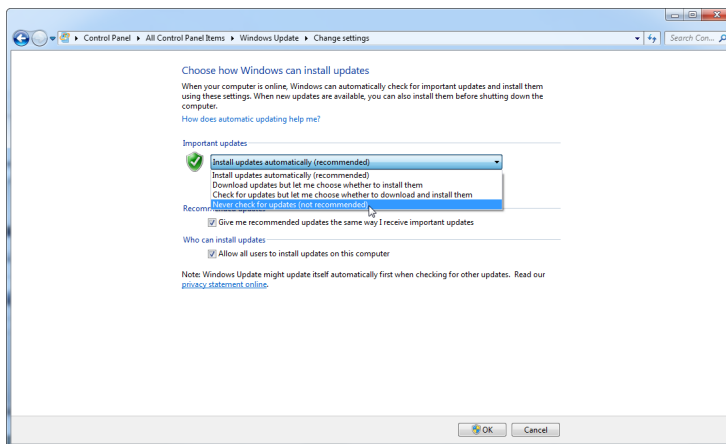 Control Panel ▸ All Control Panel Items ▸ Windows Update ▸ Change settings
Search Con...
Choose how Windows can install updates
When your computer is online, Windows can automatically check for important updates and install them
using these settings. When new updates are available, you can also install them before shutting down the
computer.
How does automatic updating help me?
Important updates
Install updates automatically (recommended)
Install updates automatically (recommended)
Download updates but let me choose whether to install them
Check for updates but let me choose whether to download and install them
Never check for updates (not recommended)
Give me recommended updates the same way I receive important updates
Who can install updates
Allow all users to install updates on this computer
Note: Windows Update might update itself automatically first when checking for other updates. Read our
privacy statement online.
OK Cancel